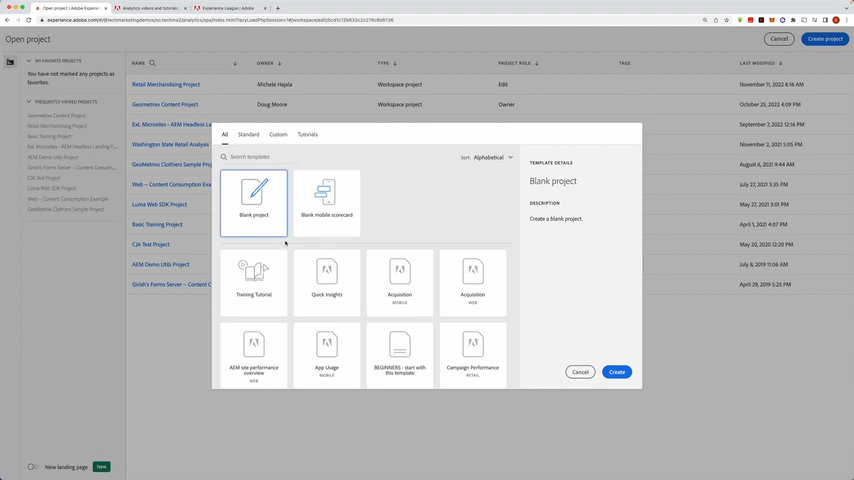 Open project | Adobe Experien
Analytics videos and tutorials
Experience League | Adobe
experience.adobe.com/#/@techmarketingdemos/so:techma2/analytics/spa/index.html?lazyLoadPhpSession=1#/workspace/edit/5cd1c12b633c2c276c6d5136
Open project
Cancel
Create project
MY FAVORITE PROJECTS
You have not marked any projects as
favorites.
FREQUENTLY VIEWED PROJECTS
Geometrixx Content Project
Retail Merchandising Project
Basic Training Project
ExL Microsites - AEM Headless Landing P...
AEM Demo Utils Project
Girish's Forms Server -- Content Consum...
CJA Test Project
Luma Web SDK Project
Web -- Content Consumption Example
GeoMetrixx Clothiers Sample Project
New landing page
New
NAME OWNER TYPE PROJECT ROLE TAGS LAST MODIFIED
Retail Merchandising Project Michele Hajala Workspace project Edit November 11, 2022 8:16 AM
Geometrixx Content Project Doug Moore Workspace project Owner October 25, 2022 4:09 PM
ExL Microsites - AEM Headless Lan September 7, 2022 12:16 PM
Washington State Retail Analysis November 2, 2021 5:05 PM
GeoMetrixx Clothiers Sample Proj August 6, 2021 9:44 AM
Web -- Content Consumption Exam July 27, 2021 3:35 PM
Luma Web SDK Project May 27, 2021 3:01 PM
Basic Training Project April 1, 2021 4:07 PM
CJA Test Project May 20, 2020 12:20 PM
AEM Demo Utils Project July 8, 2019 11:06 AM
Girish's Forms Server -- Content C April 29, 2019 5:25 PM
All Standard Custom Tutorials
Search templates
Sort: Alphabetical
Blank project
Blank mobile scorecard
Training Tutorial
Quick Insights
Acquisition
MOBILE
Acquisition
WEB
AEM site performance
overview
WEB
App Usage
MOBILE
BEGINNERS - start with
this template
Campaign Performance
RETAIL
TEMPLATE DETAILS
Blank project
DESCRIPTION
Create a blank project.
Cancel
Create